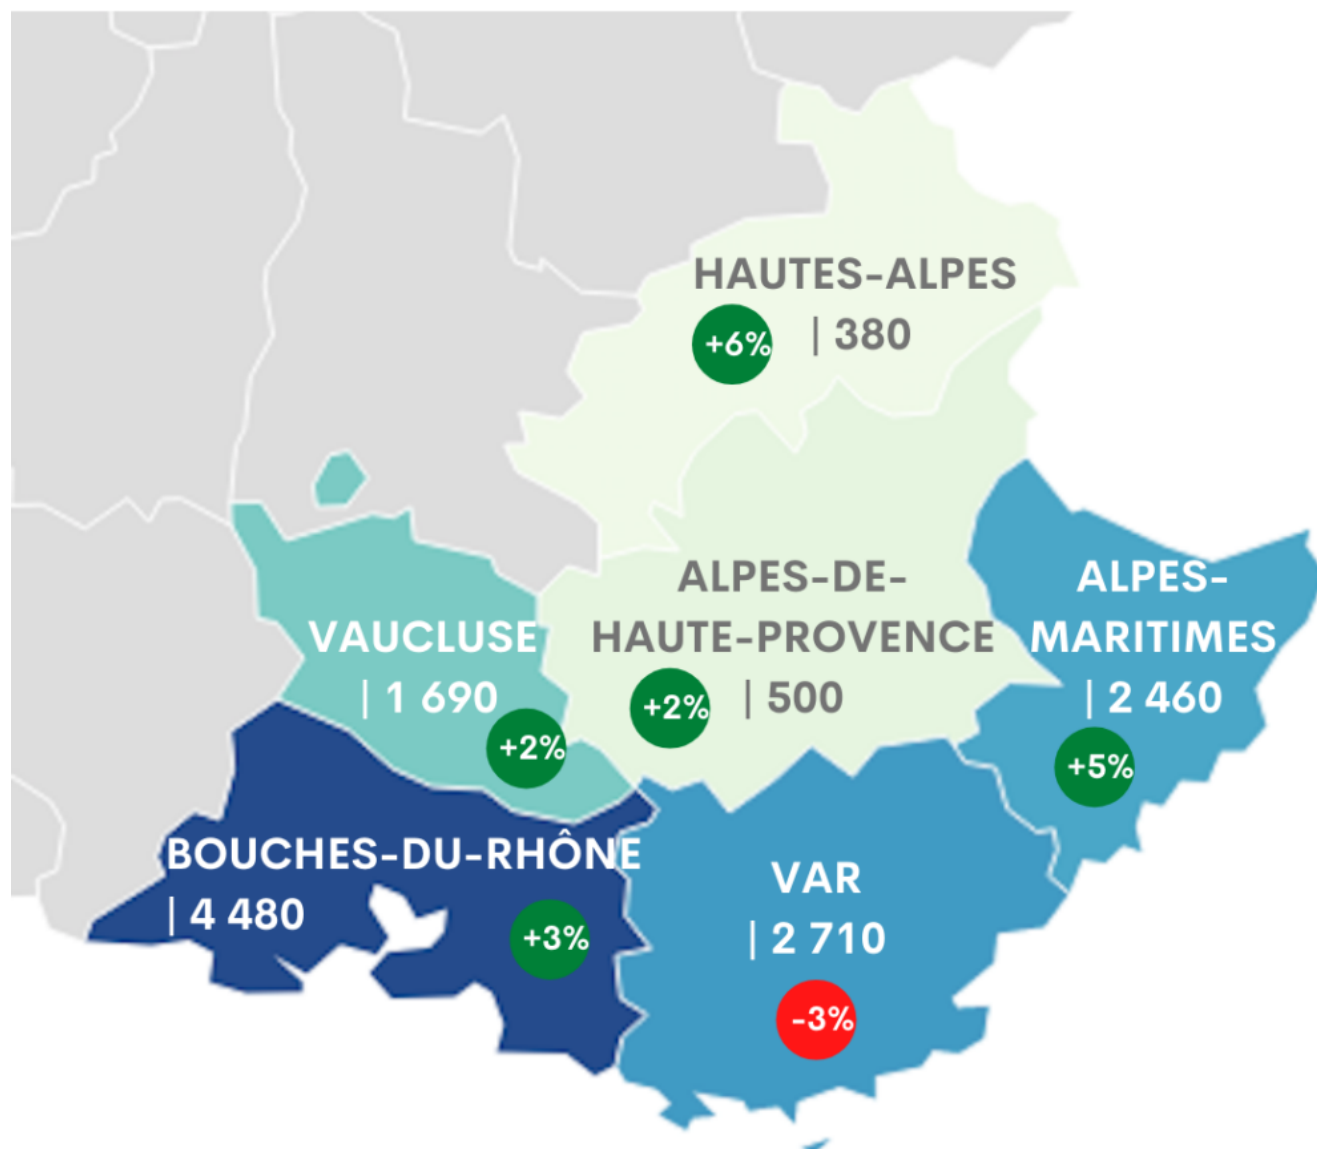 HAUTES-ALPES
+6% | 380
ALPES-DE-
HAUTE-PROVENCE
+2% | 500
ALPES-
MARITIMES
| 2 460
+5%
VAUCLUSE
| 1 690
+2%
BOUCHES-DU-RHÔNE
| 4 480
+3%
VAR
| 2 710
-3%